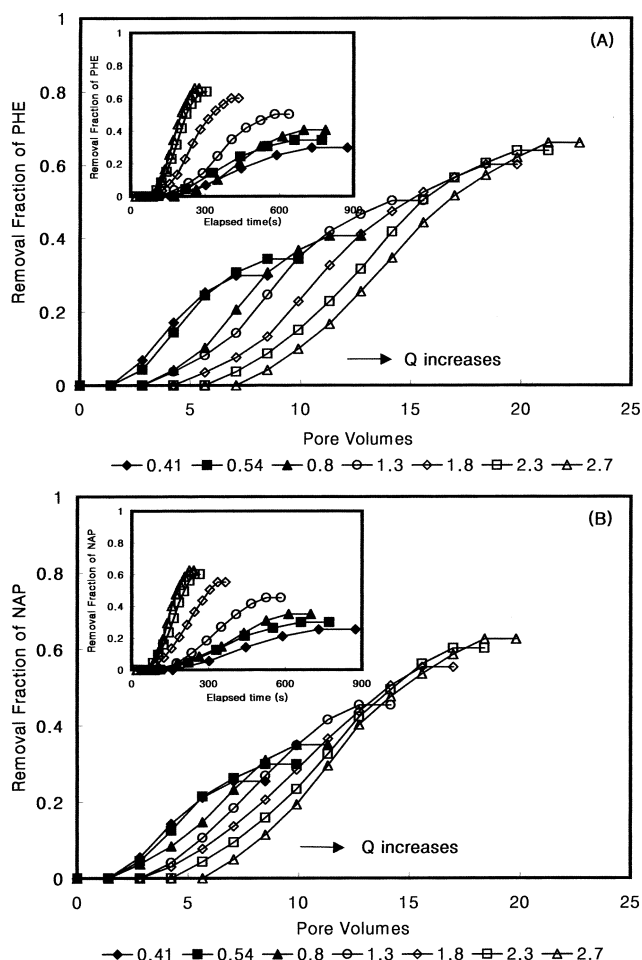 (A)
Removal Fraction of PHE
1
0.8
0.6
0.4
0.2
0
0 5 10 15 20 25
Pore Volumes
Q increases
Removal Fraction of PHE
1
0.8
0.6
0.4
0.2
0
0 300 600 900
Elapsed time(s)
0.41 0.54 0.8 1.3 1.8 2.3 2.7
(B)
Removal Fraction of NAP
1
0.8
0.6
0.4
0.2
0
0 5 10 15 20 25
Pore Volumes
Q increases
Removal Fraction of NAP
1
0.8
0.6
0.4
0.2
0
0 300 600 900
Elapsed time (s)
0.41 0.54 0.8 1.3 1.8 2.3 2.7